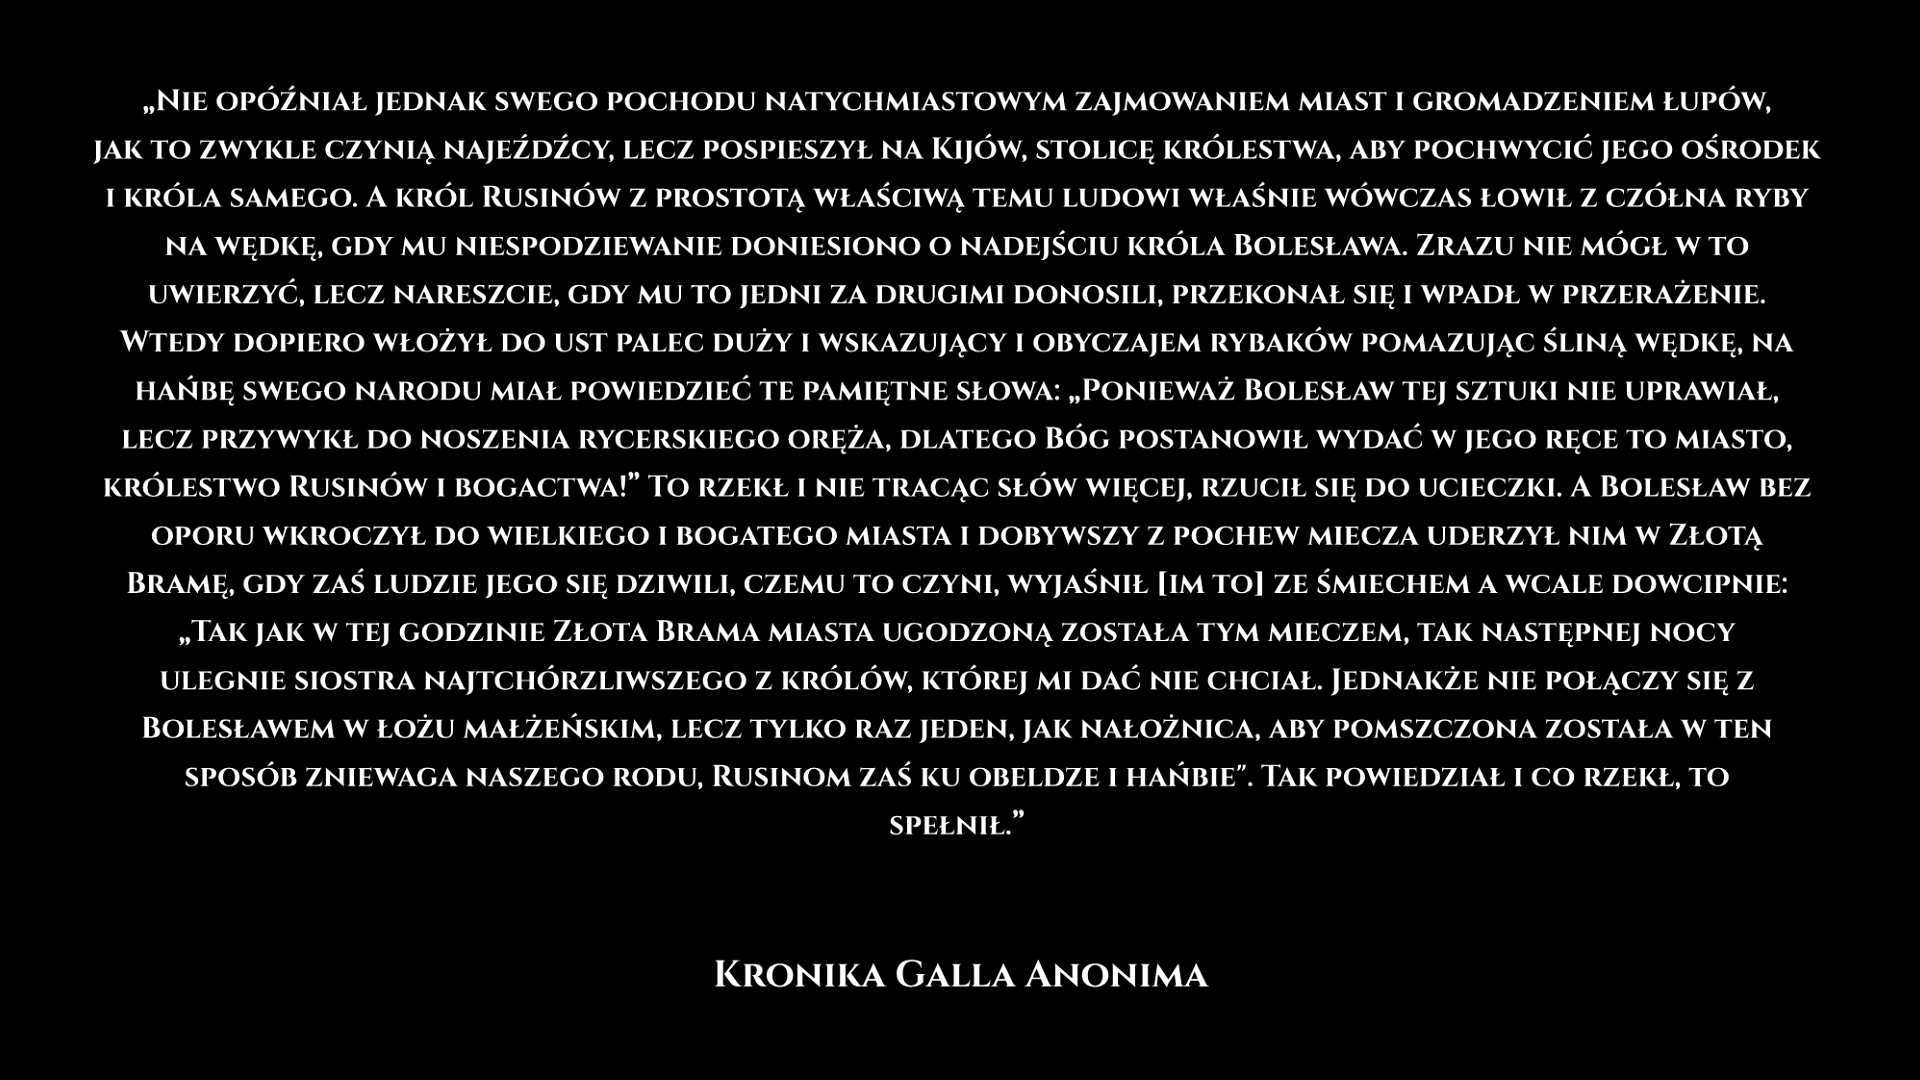 „Nie opóźniał jednak swego pochodu natychmiastowym zajmowaniem miast i gromadzeniem łupów,
jak to zwykle czynią najeźdźcy, lecz pospieszył na Kijów, stolicę królestwa, aby pochwycić jego ośrodek
i króla samego. A król Rusinów z prostotą właściwą temu ludowi właśnie wówczas łowił z czółna ryby
na wędkę, gdy mu niespodziewanie doniesiono o nadejściu króla Bolesława. Zrazu nie mógł w to
uwierzyć, lecz nareszcie, gdy mu to jedni za drugimi donosili, przekonał się i wpadł w przerażenie.
Wtedy dopiero włożył do ust palec duży i wskazujący i obyczajem rybaków pomazując śliną wędkę, na
hańbę swego narodu miał powiedzieć te pamiętne słowa: „Ponieważ Bolesław tej sztuki nie uprawiał,
lecz przywykł do noszenia rycerskiego oręża, dlatego Bóg postanowił wydać w jego ręce to miasto,
królestwo Rusinów i bogactwa!” To rzekł i nie tracąc słów więcej, rzucił się do ucieczki. A Bolesław bez
oporu wkroczył do wielkiego i bogatego miasta i dobywszy z pochew miecza uderzył nim w Złotą
Bramę, gdy zaś ludzie jego się dziwili, czemu to czyni, wyjaśnił [im to] ze śmiechem a wcale dowcipnie:
„Tak jak w tej godzinie Złota Brama miasta ugodzoną została tym mieczem, tak następnej nocy
ulegnie siostra najtchórzliwszego z królów, której mi dać nie chciał. Jednakże nie połączy się z
Bolesławem w łożu małżeńskim, lecz tylko raz jeden, jak nałożnica, aby pomszczona została w ten
sposób zniewaga naszego rodu, Rusinom zaś ku obeldze i hańbie". Tak powiedział i co rzekł, to
spełnił.”
Kronika Galla Anonima